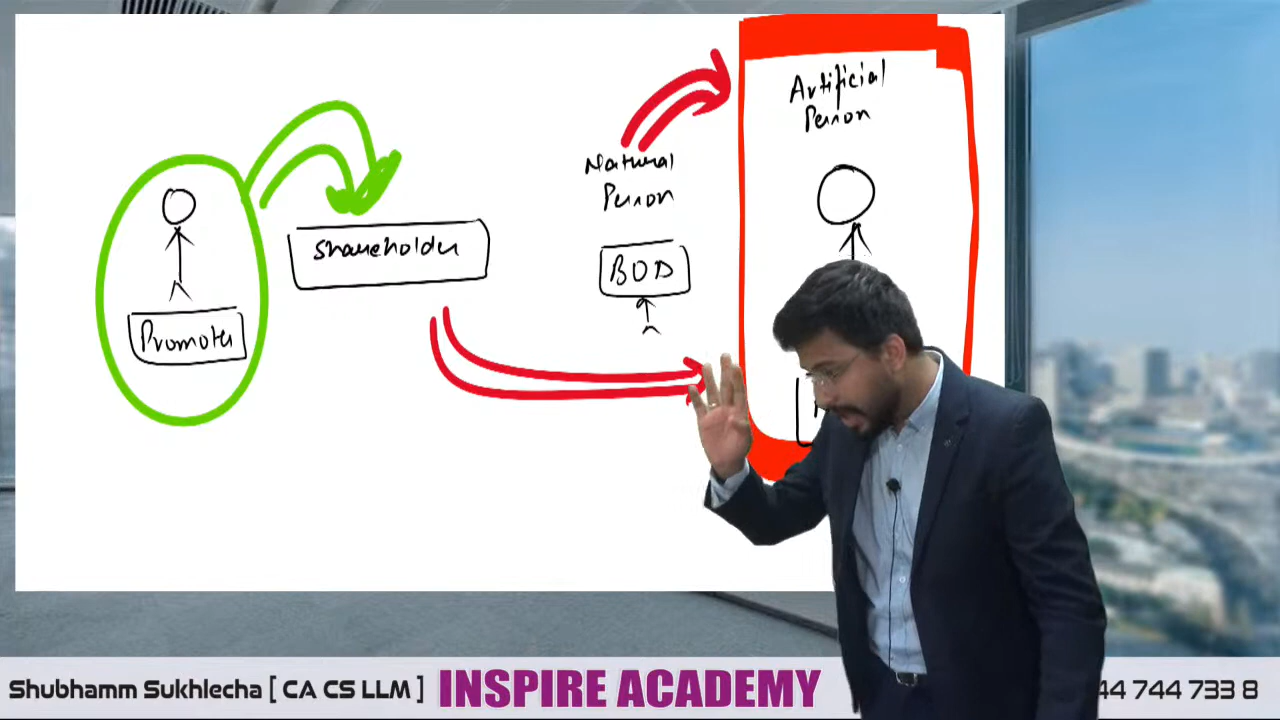 Artificial
Person
Natural
Person
Shareholder
BOD
Promoter
Shubhamm Sukhlecha [ CA CS LLM ]
INSPIRE ACADEMY
44 744 733 8